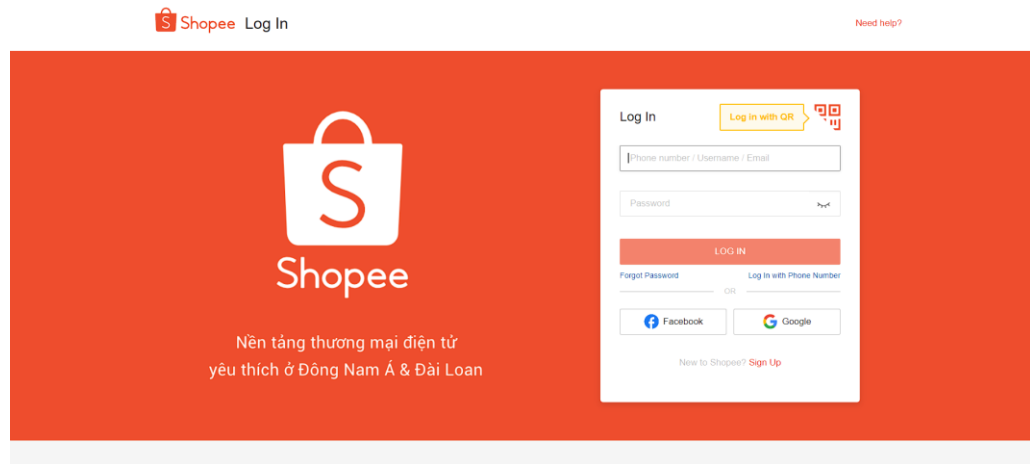 Shopee Log In
Need help?
S
Shopee
Nền tảng thương mại điện tử
yêu thích ở Đông Nam Á & Đài Loan
Log In
Log in with QR
Phone number / Username / Email
Password
LOG IN
Forgot Password
Log In with Phone Number
OR
Facebook
Google
New to Shopee? Sign Up